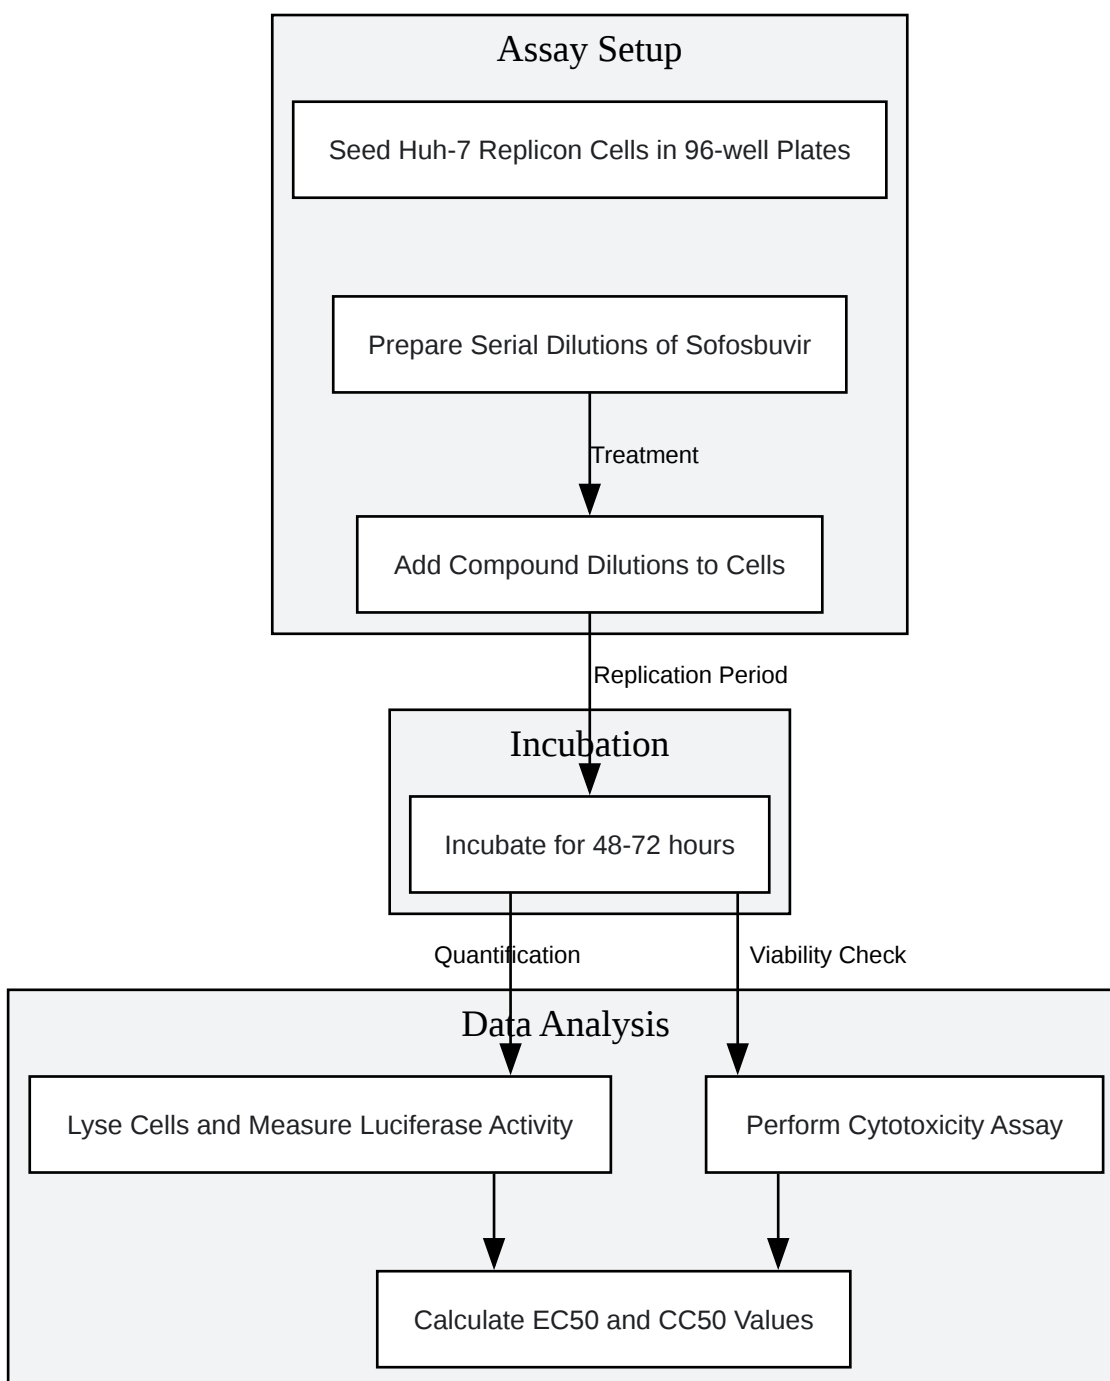 Assay Setup
Seed Huh-7 Replicon Cells in 96-well Plates
Prepare Serial Dilutions of Sofosbuvir
Treatment
Add Compound Dilutions to Cells
Replication Period
Incubation
Incubate for 48-72 hours
Quantification
Viability Check
Data Analysis
Lyse Cells and Measure Luciferase Activity
Perform Cytotoxicity Assay
Calculate EC50 and CC50 Values